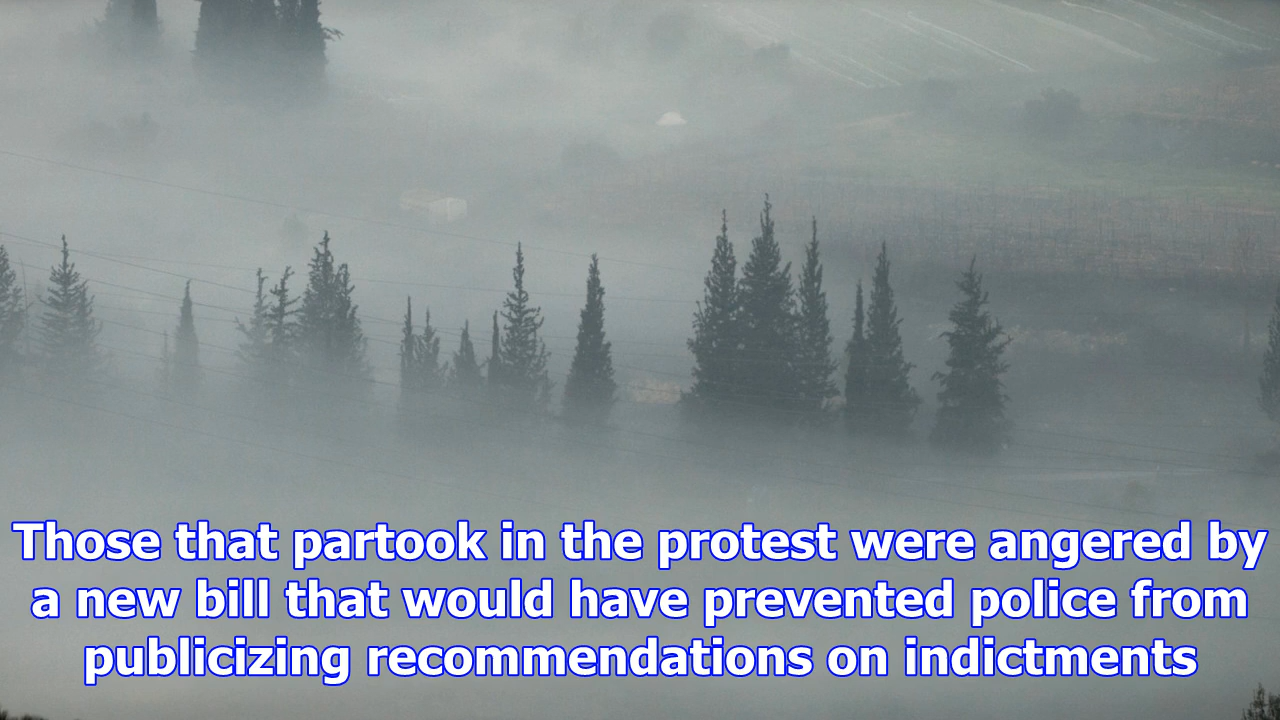 Those that partook in the protest were angered by
a new bill that would have prevented police from
publicizing recommendations on indictments